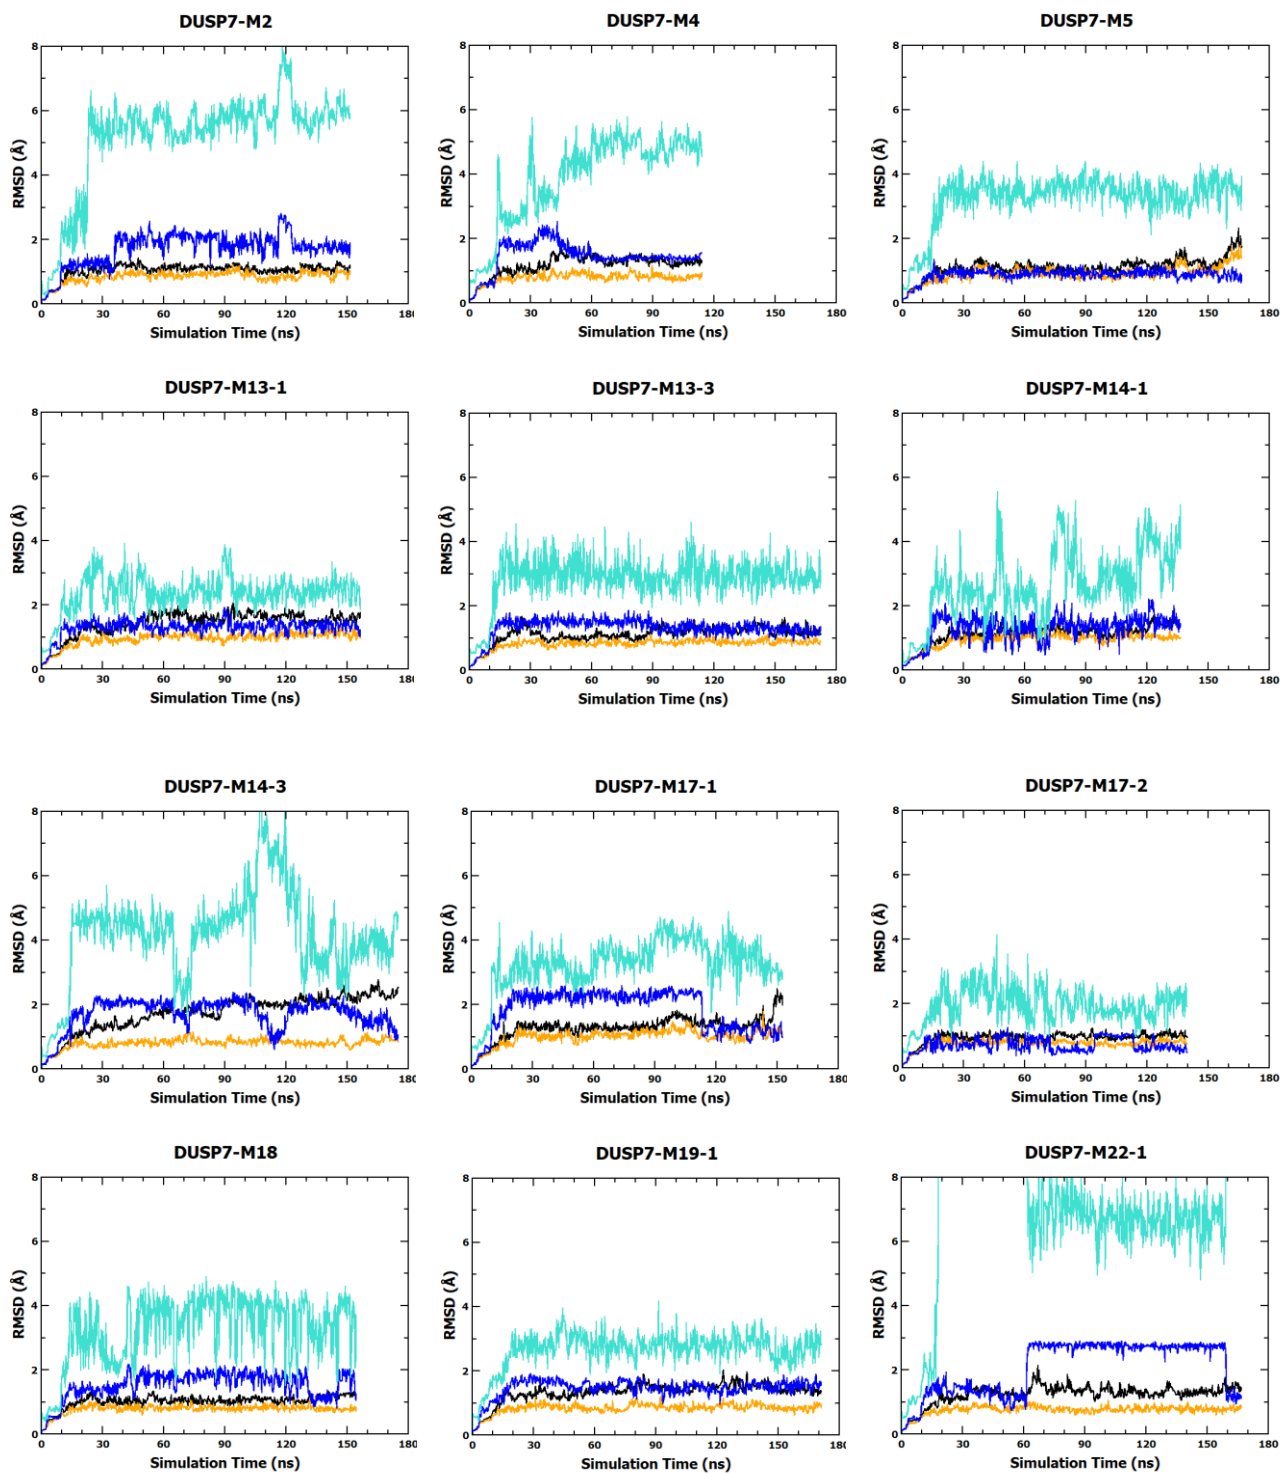 DUSP7-M2 DUSP7-M4 DUSP7-M5
8 8 8
6 6 6
RMSD (Å) RMSD (Å) RMSD (Å)
4 4 4
2 2 2
0 0 0
0 30 60 90 120 150 180 0 30 60 90 120 150 180 0 30 60 90 120 150 180
Simulation Time (ns) Simulation Time (ns) Simulation Time (ns)
DUSP7-M13-1 DUSP7-M13-3 DUSP7-M14-1
8 8 8
6 6 6
RMSD (Å) RMSD (Å) RMSD (Å)
4 4 4
2 2 2
0 0 0
0 30 60 90 120 150 180 0 30 60 90 120 150 180 0 30 60 90 120 150 180
Simulation Time (ns) Simulation Time (ns) Simulation Time (ns)
DUSP7-M14-3 DUSP7-M17-1 DUSP7-M17-2
8 8 8
6 6 6
RMSD (Å) RMSD (Å) RMSD (Å)
4 4 4
2 2 2
0 0 0
0 30 60 90 120 150 180 0 30 60 90 120 150 180 0 30 60 90 120 150 180
Simulation Time (ns) Simulation Time (ns) Simulation Time (ns)
DUSP7-M18 DUSP7-M19-1 DUSP7-M22-1
8 8 8
6 6 6
RMSD (Å) RMSD (Å) RMSD (Å)
4 4 4
2 2 2
0 0 0
0 30 60 90 120 150 180 0 30 60 90 120 150 180 0 30 60 90 120 150 180
Simulation Time (ns) Simulation Time (ns) Simulation Time (ns)